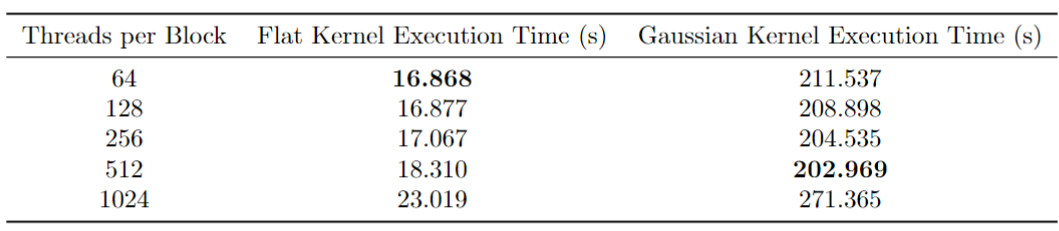 Threads per Block Flat Kernel Execution Time (s) Gaussian Kernel Execution Time (s)
64 16.868 211.537
128 16.877 208.898
256 17.067 204.535
512 18.310 202.969
1024 23.019 271.365